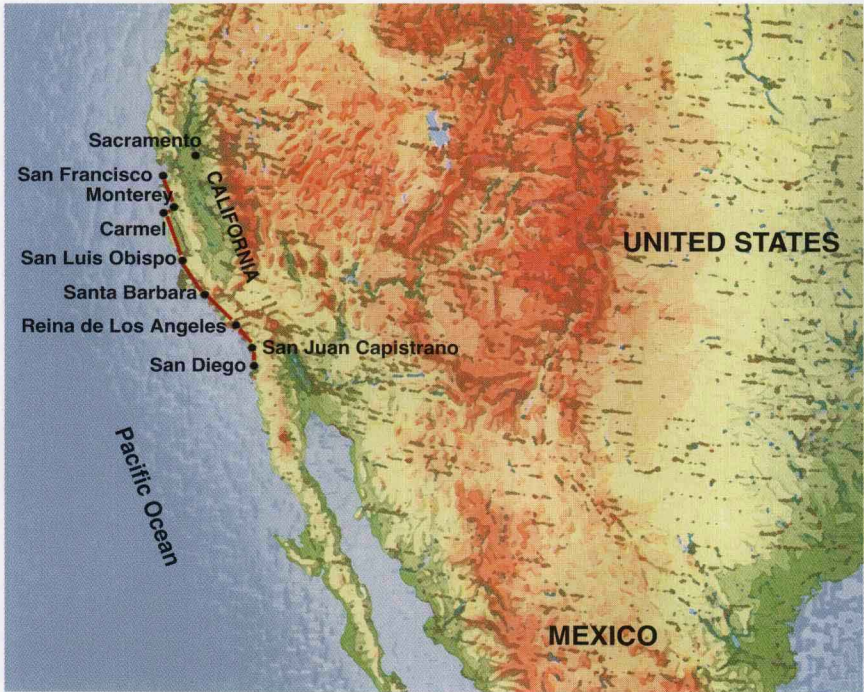 Sacramento
San Francisco
Monterey
CALIFORNIA
Carmel
UNITED STATES
San Luis Obispo
Santa Barbara
Reina de Los Angeles
San Juan Capistrano
San Diego
Pacific Ocean
MEXICO